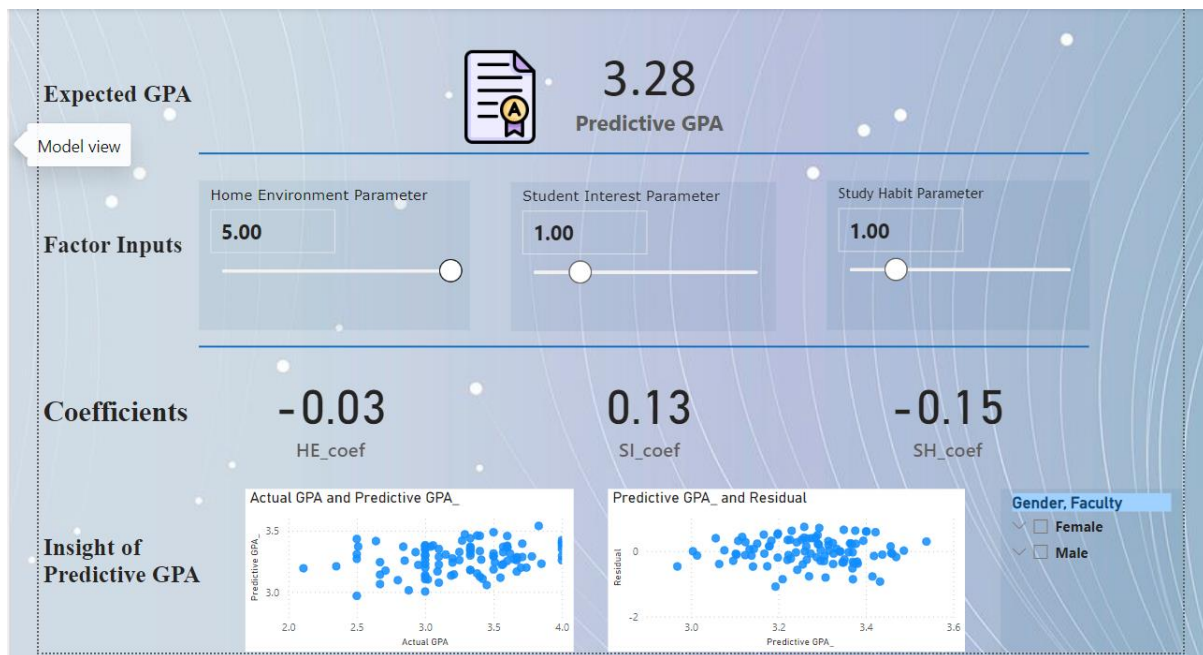 Expected GPA
A
3.28
Predictive GPA
Model view
Factor Inputs
Home Environment Parameter
5.00
Student Interest Parameter
1.00
Study Habit Parameter
1.00
Coefficients
-0.03
HE_coef
0.13
SI_coef
-0.15
SH_coef
Insight of
Predictive GPA
Actual GPA and Predictive GPA_
Predictive GPA_
3.5
3.0
2.0 2.5 3.0 3.5 4.0
Actual GPA
Predictive GPA_ and Residual
Residual
0
-2
3.0 3.2 3.4 3.6
Predictive GPA_
Gender, Faculty
Female
Male